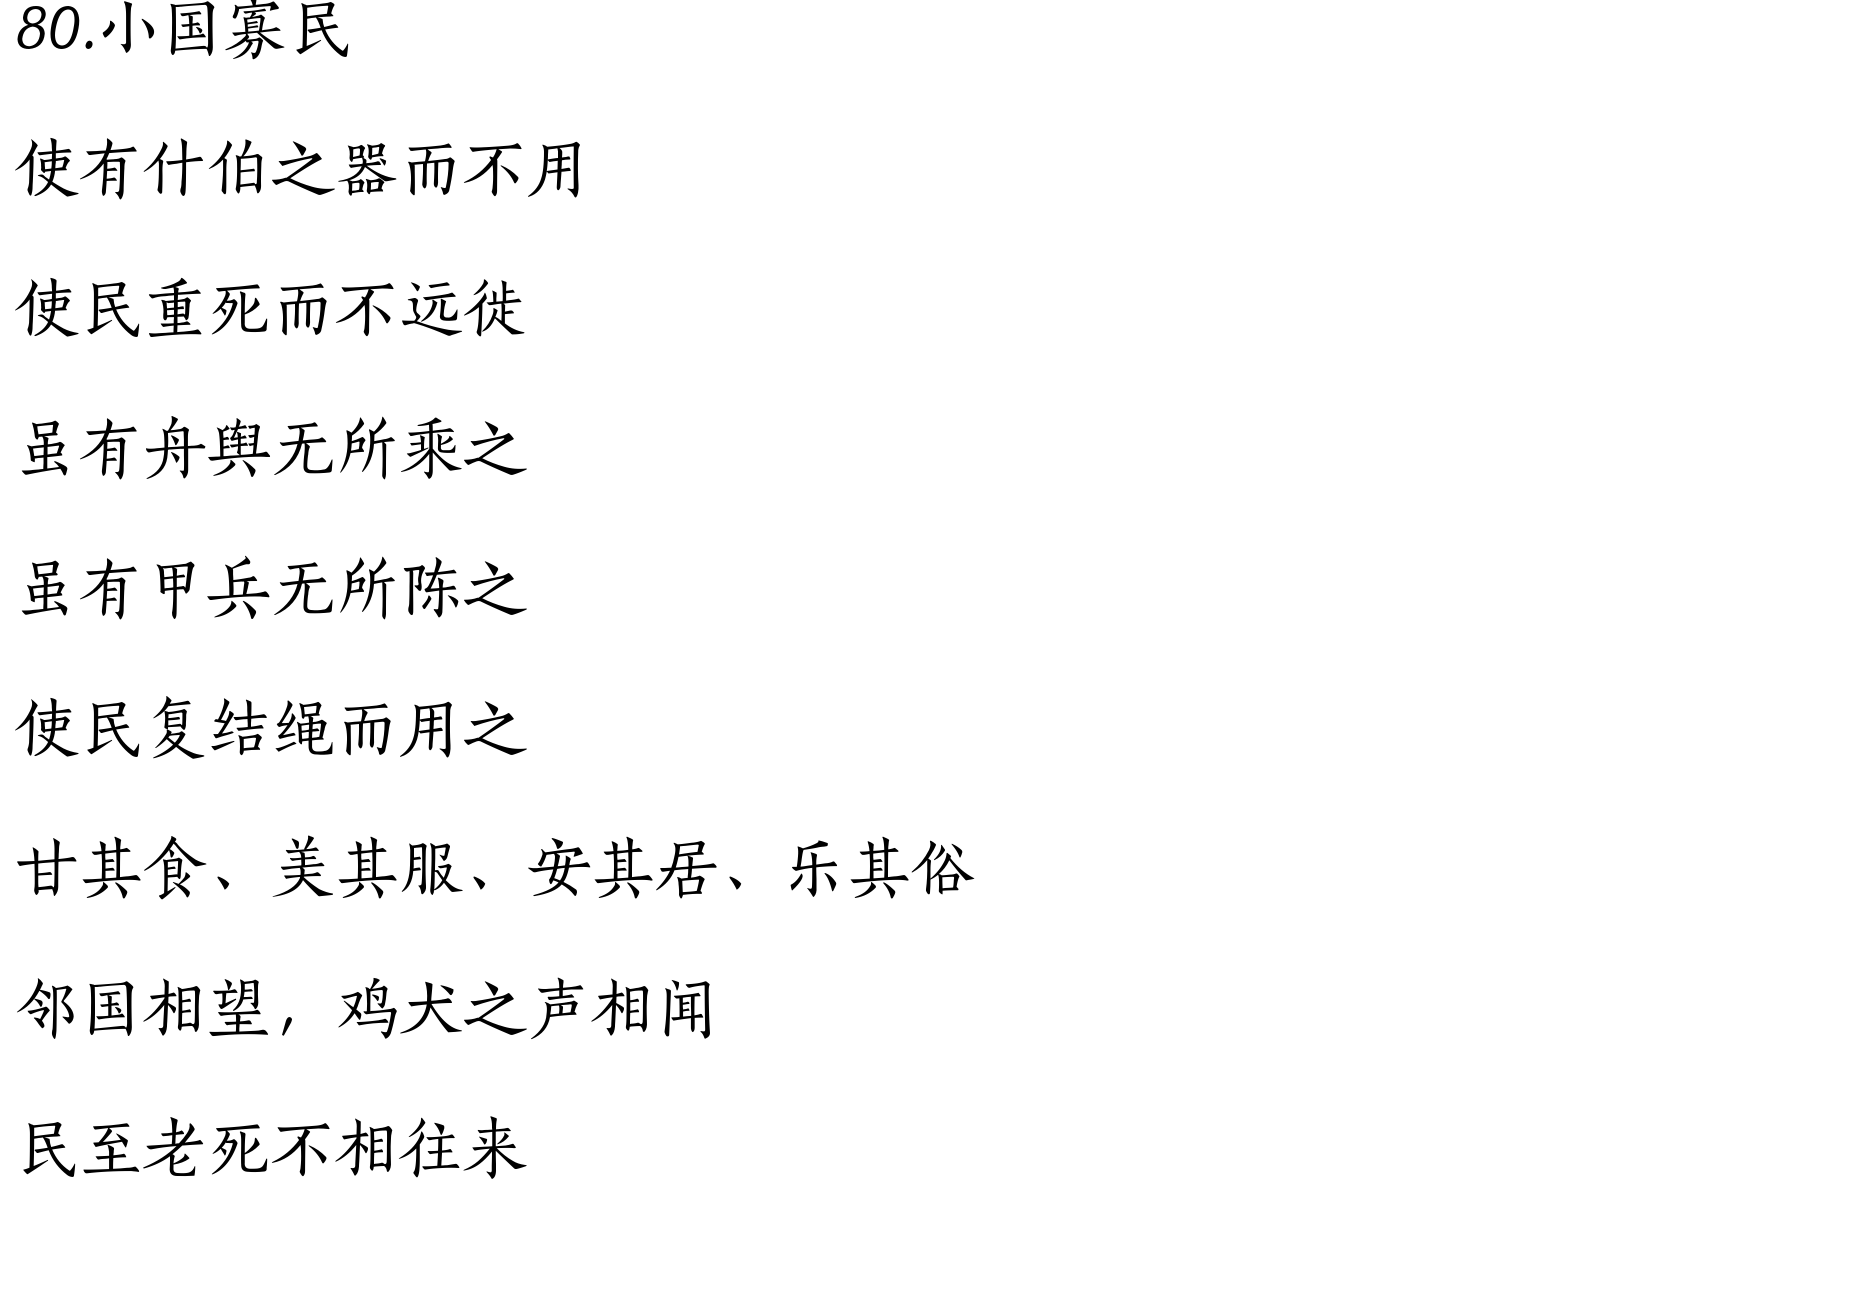 80.小国寡民
使有什伯之器而不用
使民重死而不远徙
虽有舟舆无所乘之
虽有甲兵无所陈之
使民复结绳而用之
甘其食、美其服、安其居、乐其俗
邻国相望，鸡犬之声相闻
民至老死不相往来